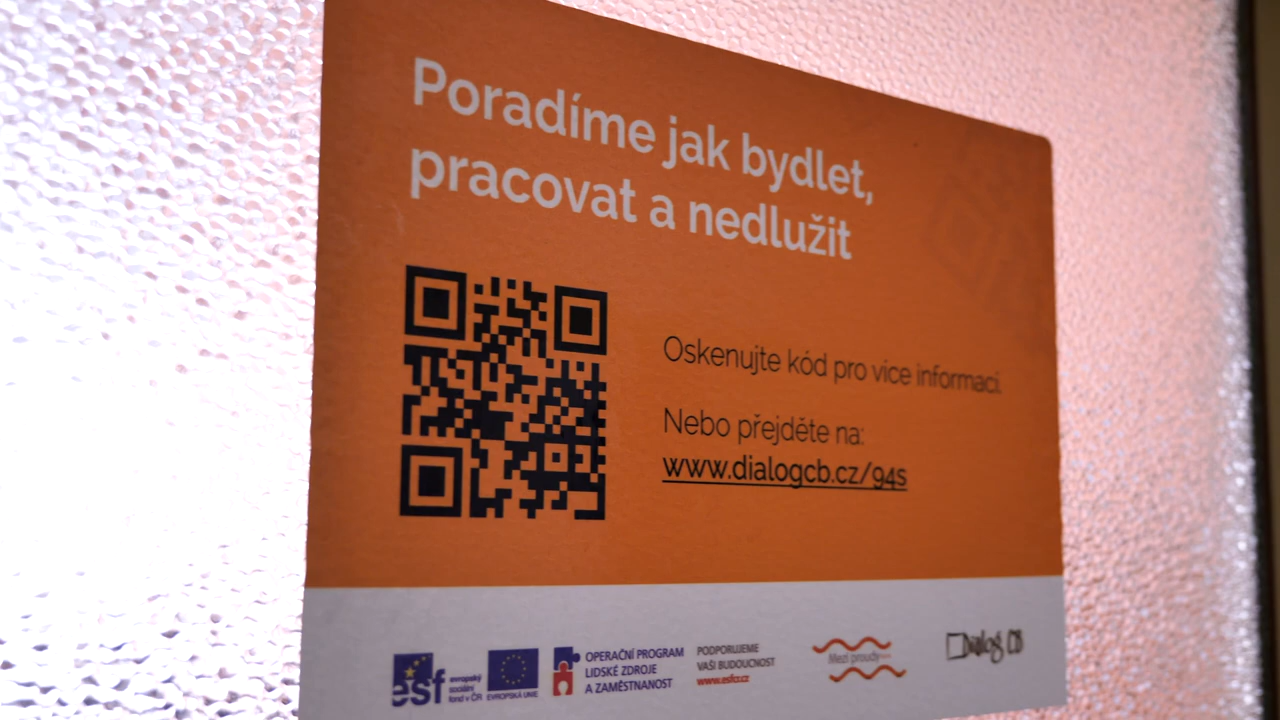 Poradíme jak bydlet,
pracovat a nedlužit
Oskenujte kód pro více informací.
Nebo přejděte na:
www.dialogcb.cz/94s
esf
evropský
sociální
fond v ČR
EVROPSKÁ UNIE
OPERAČNÍ PROGRAM
LIDSKÉ ZDROJE
A ZAMĚSTNANOST
PODPORUJEME
VAŠI BUDOUCNOST
www.esfcr.cz
Mezi proudy
Dialog CB